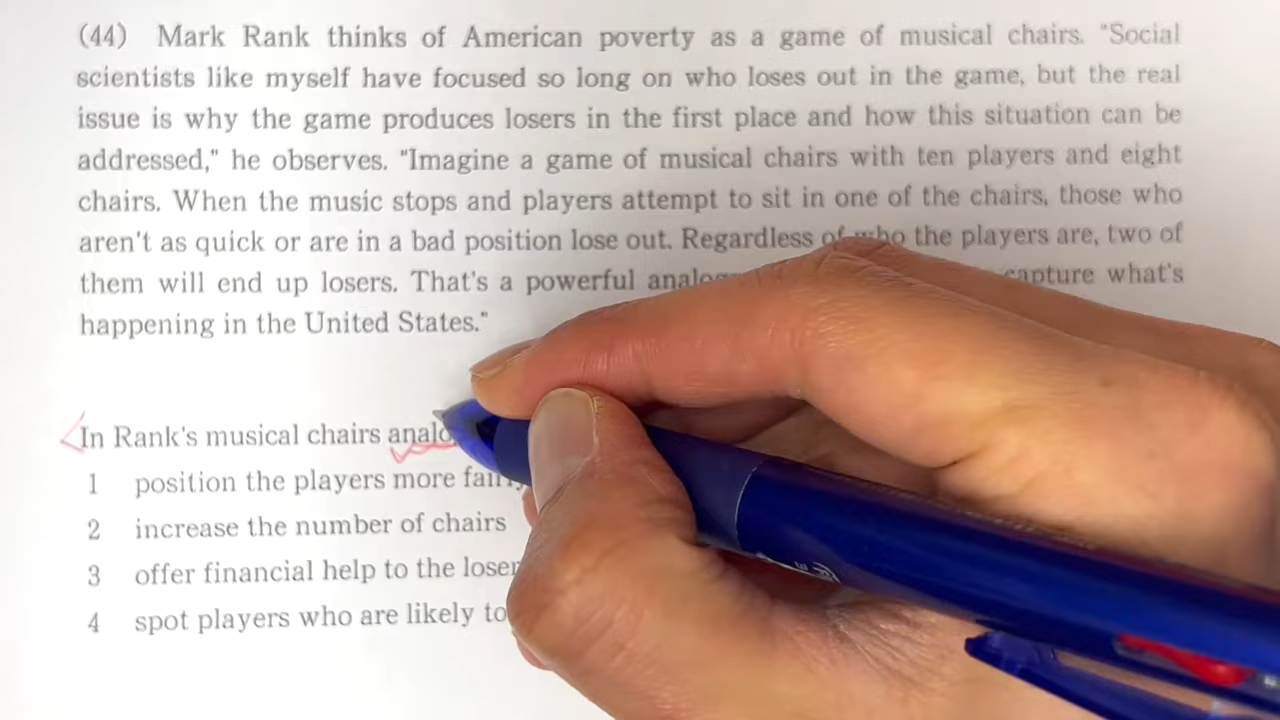 (44) Mark Rank thinks of American poverty as a game of musical chairs. "Social
scientists like myself have focused so long on who loses out in the game, but the real
issue is why the game produces losers in the first place and how this situation can be
addressed," he observes. "Imagine a game of musical chairs with ten players and eight
chairs. When the music stops and players attempt to sit in one of the chairs, those who
aren't as quick or are in a bad position lose out. Regardless of who the players are, two of
them will end up losers. That's a powerful capture what's
happening in the United States."
In Rank's musical chairs
1 position the players more
2 increase the number of chairs
3 offer financial help to the
4 spot players who are likely to